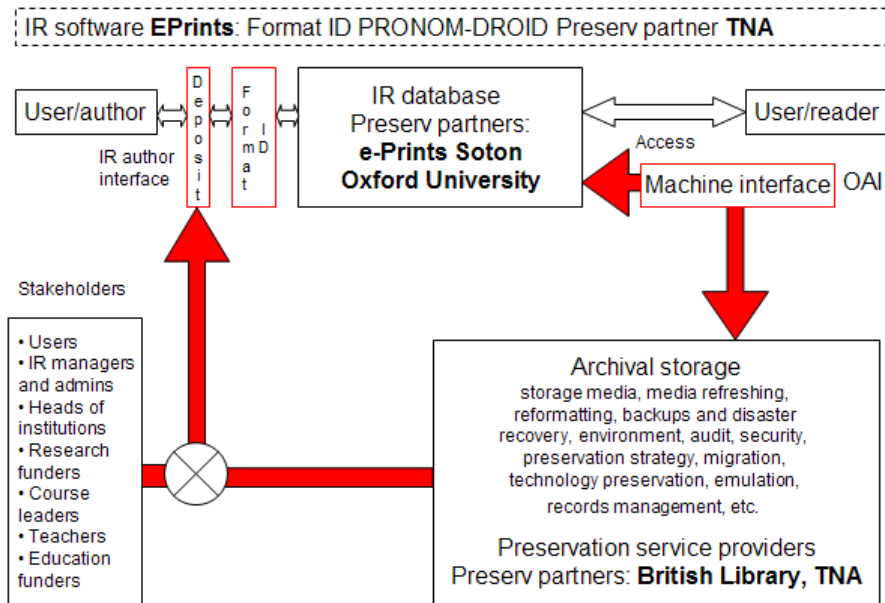 IR software EPrints: Format ID PRONOM-DROID Preserv partner TNA
User/author
Deposit
Format
ID
IR database
Preserv partners:
e-Prints Soton
Oxford University
User/reader
IR author
interface
Access
Machine interface
OAI
Stakeholders
• Users
• IR managers
and admins
• Heads of
institutions
• Research
funders
• Course
leaders
• Teachers
• Education
funders
Archival storage
storage media, media refreshing,
reformatting, backups and disaster
recovery, environment, audit, security,
preservation strategy, migration,
technology preservation, emulation,
records management, etc.
Preservation service providers
Preserv partners: British Library, TNA